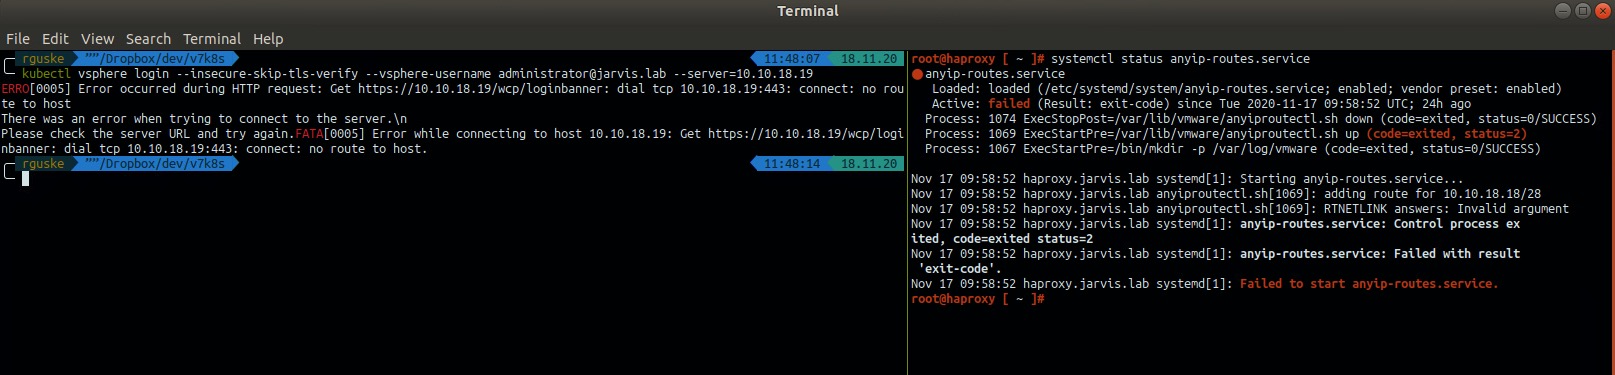 Terminal
File Edit View Search Terminal Help
rguske ~"/Dropbox/dev/v7k8s 11:48:07 18.11.20
kubectl vsphere login --insecure-skip-tls-verify --vsphere-username administrator@jarvis.lab --server=10.10.18.19
ERRO[0005] Error occurred during HTTP request: Get https://10.10.18.19/wcp/loginbanner: dial tcp 10.10.18.19:443: connect: no rou
te to host
There was an error when trying to connect to the server.\n
Please check the server URL and try again.FATA[0005] Error while connecting to host 10.10.18.19: Get https://10.10.18.19/wcp/logi
nbanner: dial tcp 10.10.18.19:443: connect: no route to host.
rguske ~"/Dropbox/dev/v7k8s 11:48:14 18.11.20
root@haproxy [ ~ ]# systemctl status anyip-routes.service
● anyip-routes.service
Loaded: loaded (/etc/systemd/system/anyip-routes.service; enabled; vendor preset: enabled)
Active: failed (Result: exit-code) since Tue 2020-11-17 09:58:52 UTC; 24h ago
Process: 1074 ExecStopPost=/var/lib/vmware/anyiproutectl.sh down (code=exited, status=0/SUCCESS)
Process: 1069 ExecStartPre=/var/lib/vmware/anyiproutectl.sh up (code=exited, status=2)
Process: 1067 ExecStartPre=/bin/mkdir -p /var/log/vmware (code=exited, status=0/SUCCESS)
Nov 17 09:58:52 haproxy.jarvis.lab systemd[1]: Starting anyip-routes.service...
Nov 17 09:58:52 haproxy.jarvis.lab anyiproutectl.sh[1069]: adding route for 10.10.18.18/28
Nov 17 09:58:52 haproxy.jarvis.lab anyiproutectl.sh[1069]: RTNETLINK answers: Invalid argument
Nov 17 09:58:52 haproxy.jarvis.lab systemd[1]: anyip-routes.service: Control process ex
ited, code=exited status=2
Nov 17 09:58:52 haproxy.jarvis.lab systemd[1]: anyip-routes.service: Failed with result
'exit-code'.
Nov 17 09:58:52 haproxy.jarvis.lab systemd[1]: Failed to start anyip-routes.service.
root@haproxy [ ~ ]#